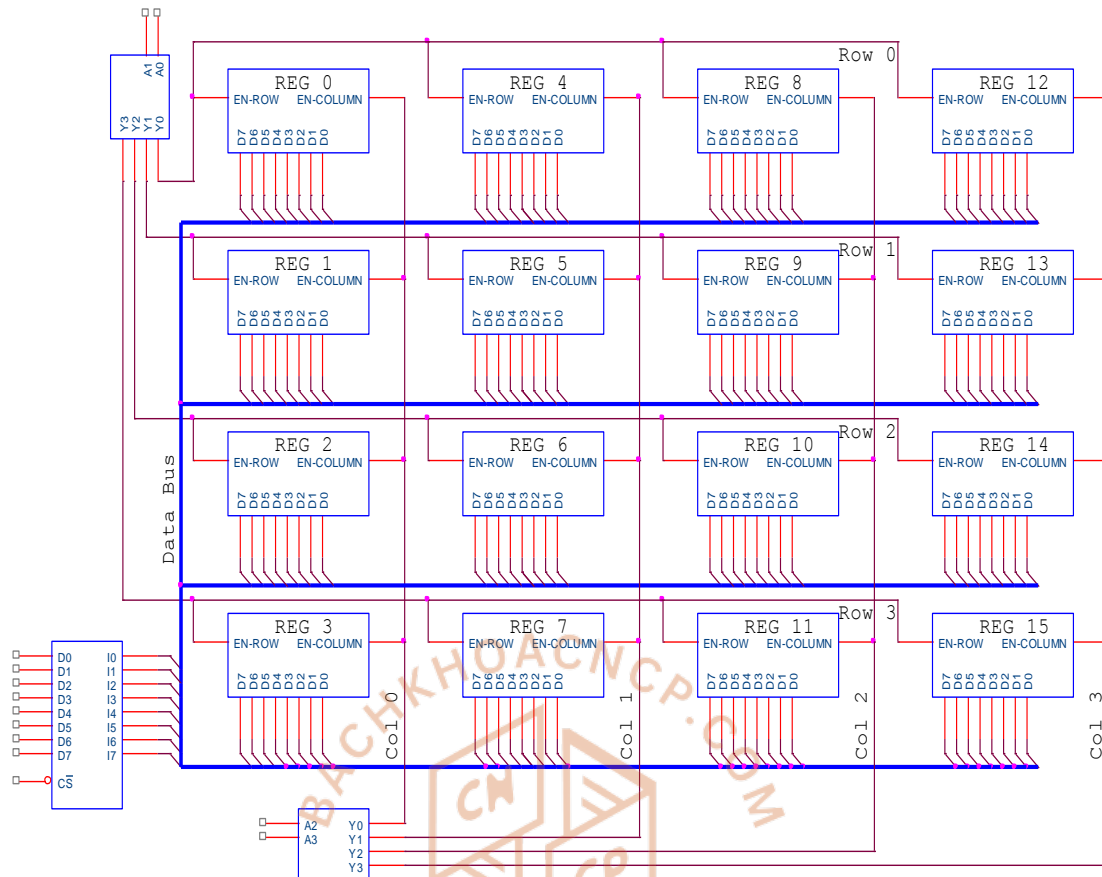 A1 A0
Y3 Y2 Y1 Y0
Row 0
REG 0 REG 4 REG 8 REG 12
EN-ROW EN-COLUMN EN-ROW EN-COLUMN EN-ROW EN-COLUMN EN-ROW EN-COLUMN
D7 D6 D5 D4 D3 D2 D1 D0 D7 D6 D5 D4 D3 D2 D1 D0 D7 D6 D5 D4 D3 D2 D1 D0 D7 D6 D5 D4 D3 D2 D1 D0
Row 1
REG 1 REG 5 REG 9 REG 13
EN-ROW EN-COLUMN EN-ROW EN-COLUMN EN-ROW EN-COLUMN EN-ROW EN-COLUMN
D7 D6 D5 D4 D3 D2 D1 D0 D7 D6 D5 D4 D3 D2 D1 D0 D7 D6 D5 D4 D3 D2 D1 D0 D7 D6 D5 D4 D3 D2 D1 D0
Row 2
REG 2 REG 6 REG 10 REG 14
EN-ROW EN-COLUMN EN-ROW EN-COLUMN EN-ROW EN-COLUMN EN-ROW EN-COLUMN
D7 D6 D5 D4 D3 D2 D1 D0 D7 D6 D5 D4 D3 D2 D1 D0 D7 D6 D5 D4 D3 D2 D1 D0 D7 D6 D5 D4 D3 D2 D1 D0
Data Bus
Row 3
REG 3 REG 7 REG 11 REG 15
EN-ROW EN-COLUMN EN-ROW EN-COLUMN EN-ROW EN-COLUMN EN-ROW EN-COLUMN
D7 D6 D5 D4 D3 D2 D1 D0 D7 D6 D5 D4 D3 D2 D1 D0 D7 D6 D5 D4 D3 D2 D1 D0 D7 D6 D5 D4 D3 D2 D1 D0
Col 0 Col 1 Col 2 Col 3
D0 I0
D1 I1
D2 I2
D3 I3
D4 I4
D5 I5
D6 I6
D7 I7
CS
A2 Y0
A3 Y1
Y2
Y3
BACHKHOACNCP.COM
CN
CP